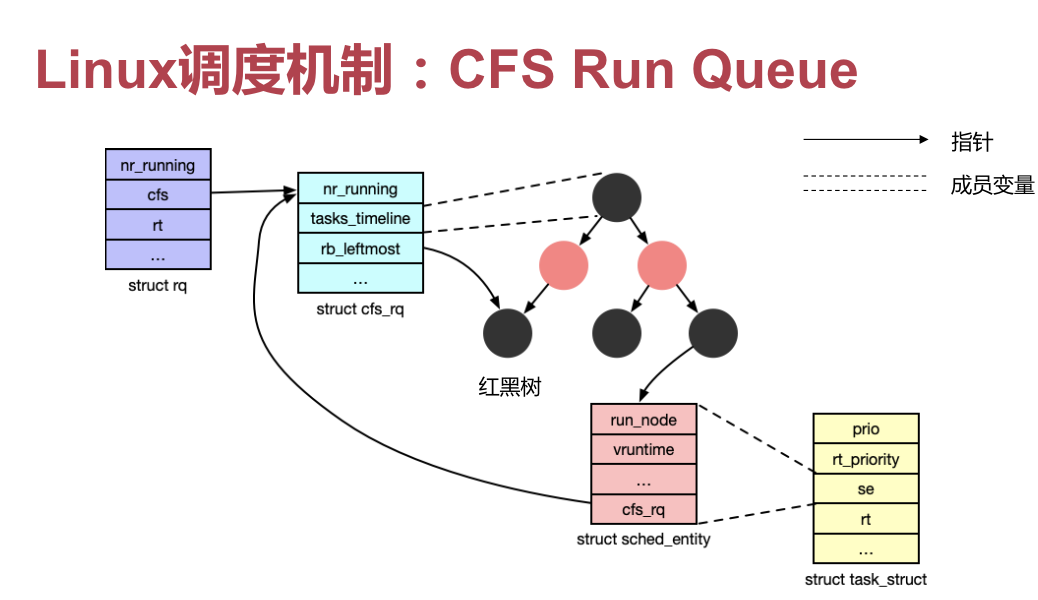 Linux调度机制：CFS Run Queue
指针
成员变量
nr_running
cfs
rt
...
struct rq
nr_running
tasks_timeline
rb_leftmost
...
struct cfs_rq
红黑树
run_node
vruntime
...
cfs_rq
struct sched_entity
prio
rt_priority
se
rt
...
struct task_struct